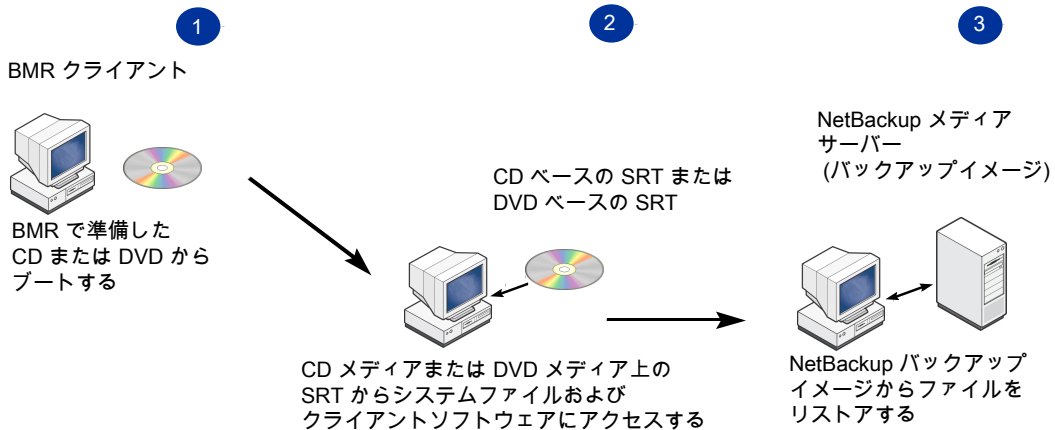 1
BMR クライアント
BMR で準備した
CD または DVD から
ブートする
2
CD ベースの SRT または
DVD ベースの SRT
CD メディアまたは DVD メディア上の
SRT からシステムファイルおよび
クライアントソフトウェアにアクセスする
3
NetBackup メディア
サーバー
(バックアップイメージ)
NetBackup バックアップ
イメージからファイルを
リストアする